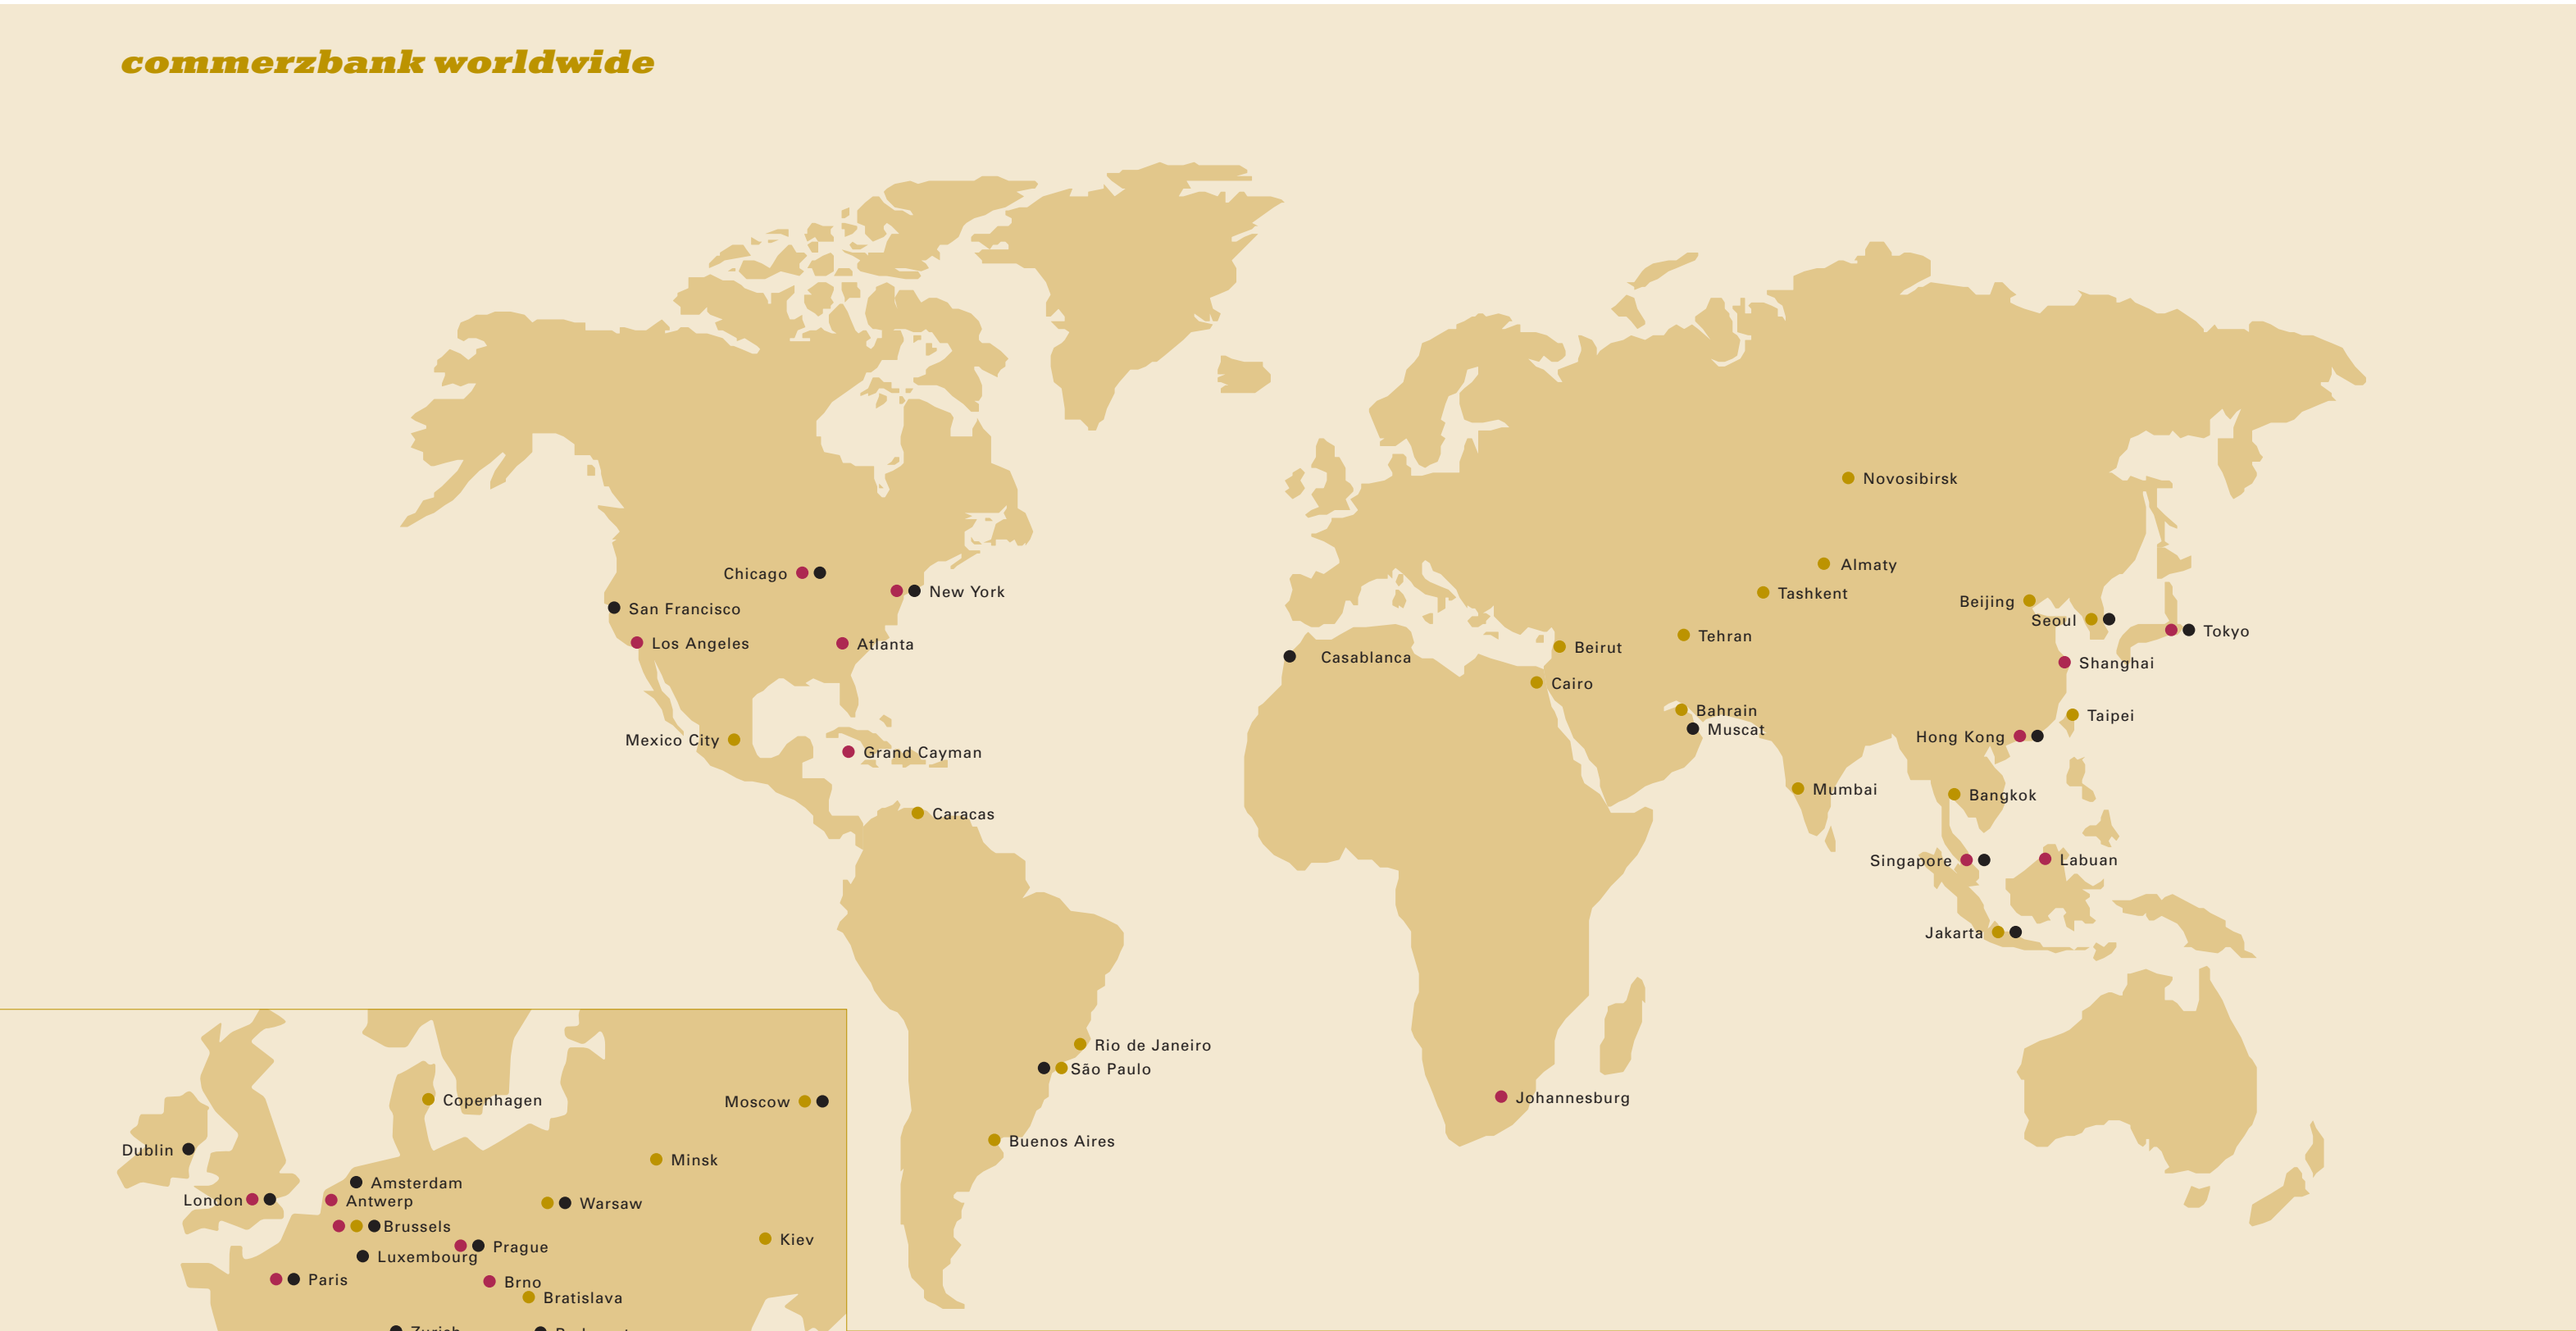 commerzbank worldwide
Novosibirsk
Almaty
Chicago
New York
Tashkent
Beijing
San Francisco
Seoul
Tokyo
Tehran
Los Angeles
Atlanta
Beirut
Casablanca
Shanghai
Cairo
Bahrain
Taipei
Muscat
Mexico City
Hong Kong
Grand Cayman
Mumbai
Bangkok
Caracas
Singapore
Labuan
Jakarta
Rio de Janeiro
São Paulo
Johannesburg
Buenos Aires
Copenhagen
Moscow
Dublin
Minsk
Amsterdam
London
Antwerp
Warsaw
Brussels
Kiev
Prague
Luxembourg
Paris
Brno
Bratislava